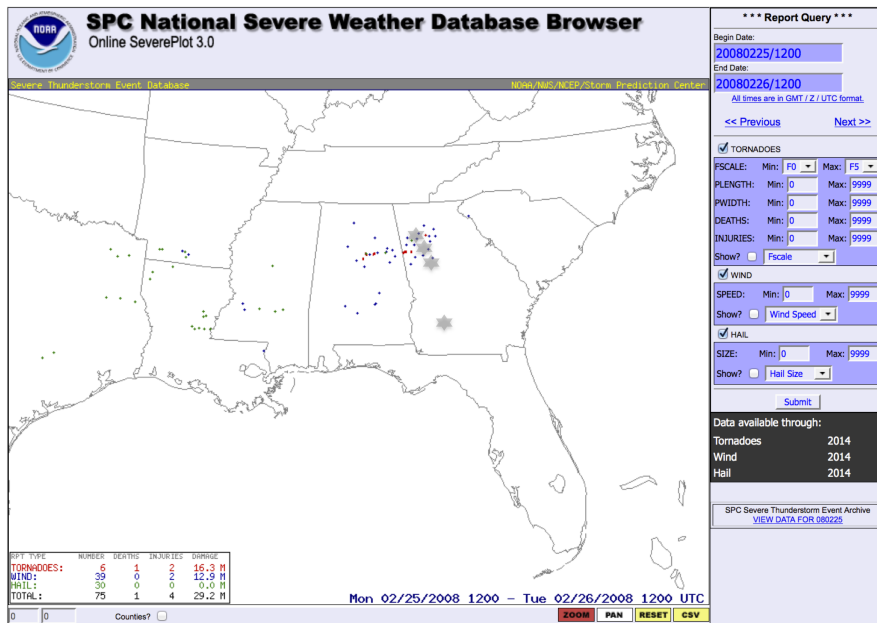 NOAA
SPC National Severe Weather Database Browser
Online SeverePlot 3.0
Severe Thunderstorm Event Database NOAA/NWS/NCEP/Storm Prediction Center
RPT TYPE NUMBER DEATHS INJURIES DAMAGE
TORNADOES: 6 1 2 16.3 M
WIND: 39 0 2 12.9 M
HAIL: 30 0 0 0.0 M
TOTAL: 75 1 4 29.2 M
Mon 02/25/2008 1200 – Tue 02/26/2008 1200 UTC
0 0 Counties? ZOOM PAN RESET CSV
* * * Report Query * * *
Begin Date:
20080225/1200
End Date:
20080226/1200
All times are in GMT / Z / UTC format.
<< Previous Next >>
TORNADOES
FSCALE: Min: F0 Max: F5
PLENGTH: Min: 0 Max: 9999
PWIDTH: Min: 0 Max: 9999
DEATHS: Min: 0 Max: 9999
INJURIES: Min: 0 Max: 9999
Show? Fscale
WIND
SPEED: Min: 0 Max: 9999
Show? Wind Speed
HAIL
SIZE: Min: 0 Max: 9999
Show? Hail Size
Submit
Data available through:
Tornadoes 2014
Wind 2014
Hail 2014
SPC Severe Thunderstorm Event Archive
VIEW DATA FOR 080225